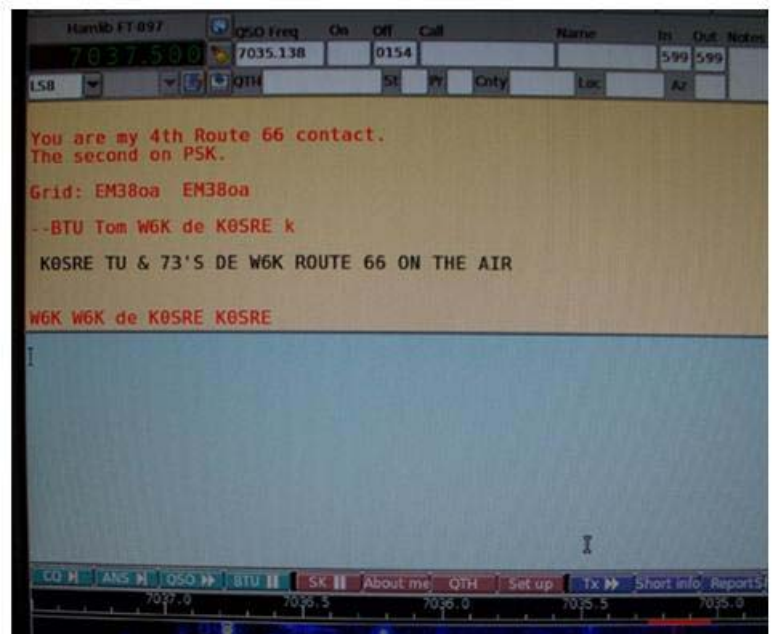 Hamlib FT-897
QSO Freq On Off Call Name In Out Notes
7037.500 7035.138 0154 599 599
LSB QTH St Pr Cnty Loc Az
You are my 4th Route 66 contact.
The second on PSK.
Grid: EM38oa EM38oa
--BTU Tom W6K de K0SRE k
K0SRE TU & 73'S DE W6K ROUTE 66 ON THE AIR
W6K W6K de K0SRE K0SRE
CQ ANS QSO BTU SK About me QTH Set up Tx Short info
7037.0 7036.5 7036.0 7035.5 7035.0